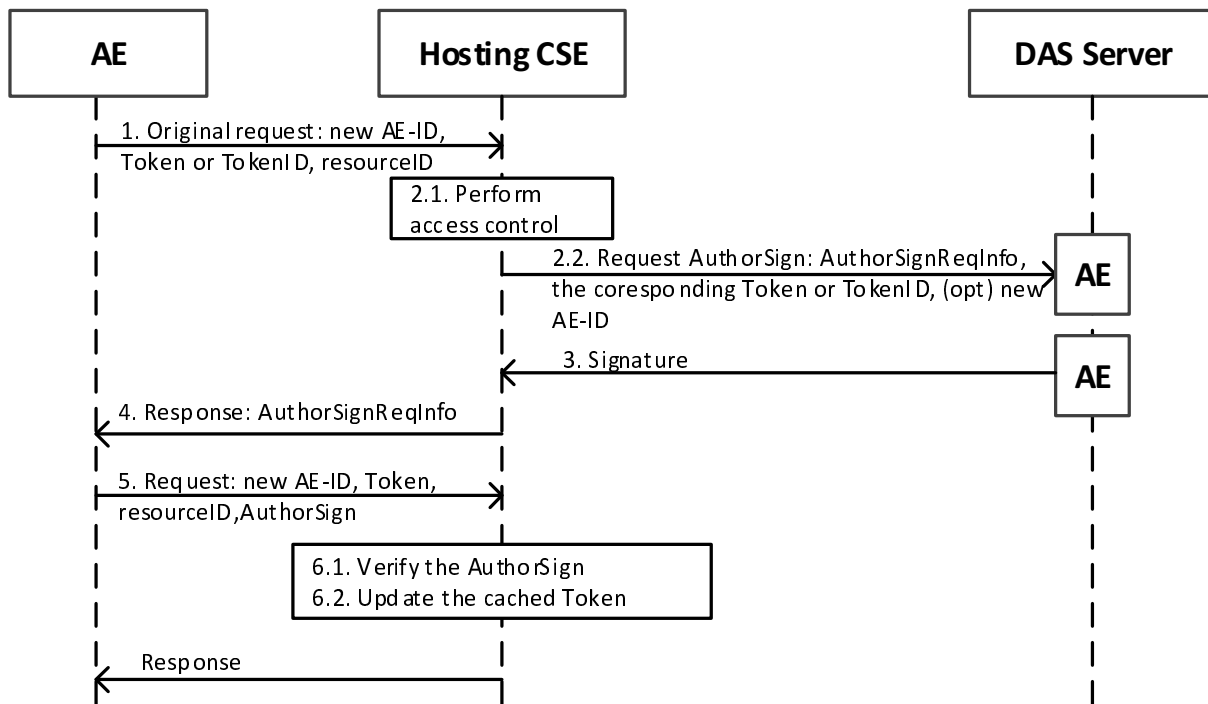 AE
Hosting CSE
DAS Server
1. Original request: new AE-ID,
Token or TokenID, resourceID
2.1. Perform
access control
2.2. Request AuthorSign: AuthorSignReqInfo,
the coresponding Token or TokenID, (opt) new
AE-ID
AE
3. Signature
AE
4. Response: AuthorSignReqInfo
5. Request: new AE-ID, Token,
resourceID,AuthorSign
6.1. Verify the AuthorSign
6.2. Update the cached Token
Response